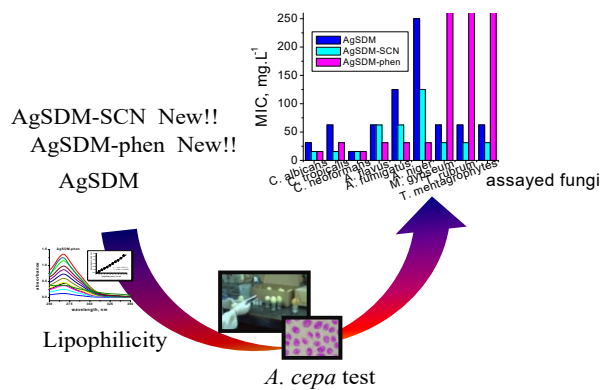 250
200
150
100
50
MIC, mg.L-1
AgSDM
AgSDM-SCN
AgSDM-phen
C. albicans
C. tropicalis
C. neoformans
A. flavus
A. fumigatus
A. niger
M. gypseum
T. rubrum
T. mentagrophytes
assayed fungi
AgSDM-SCN New!!
AgSDM-phen New!!
AgSDM
AgSDM-phen
absorbance
wavelength, nm
Lipophilicity
A. cepa test